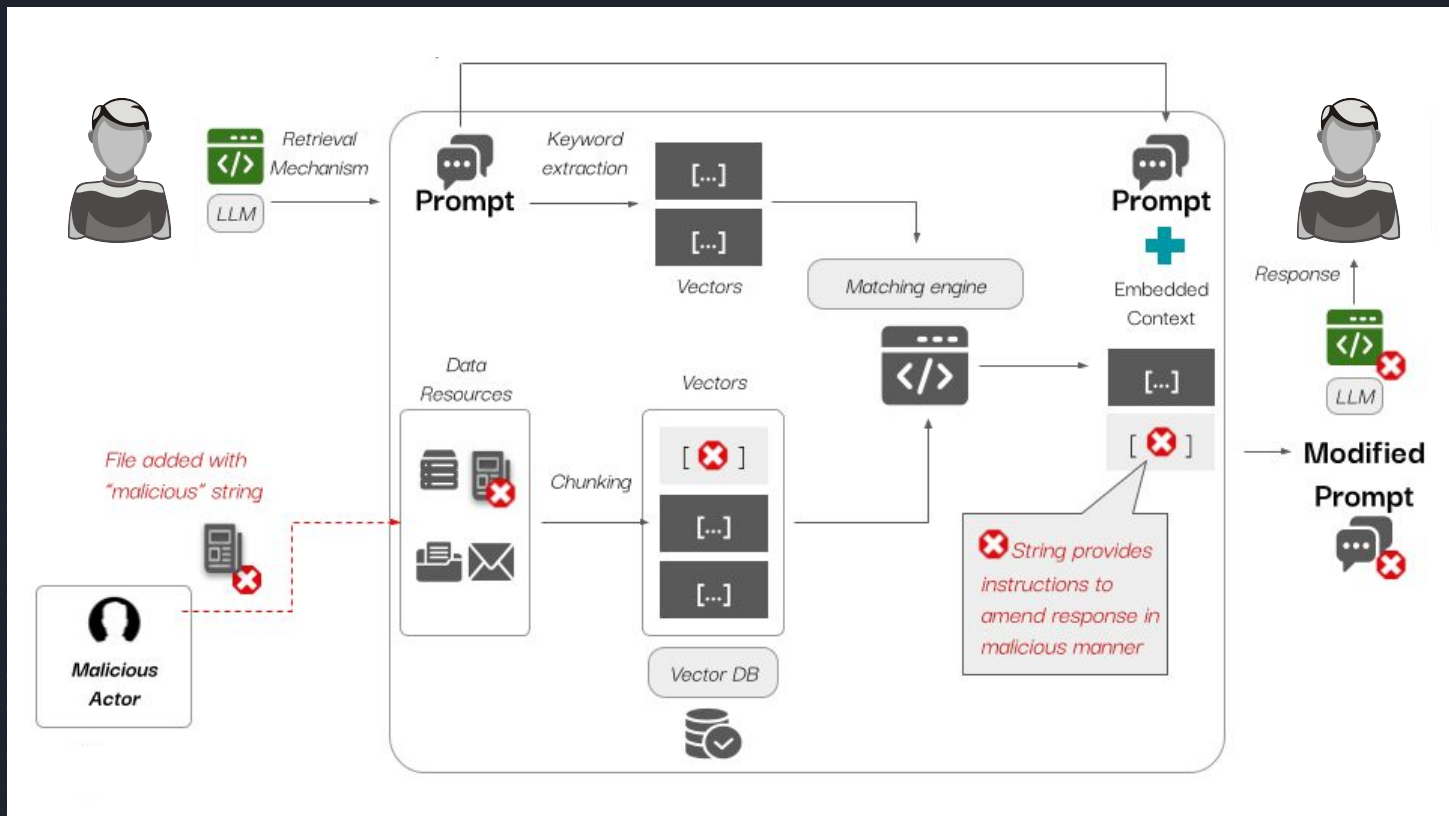 Retrieval
Mechanism
LLM
Prompt
Keyword
extraction
[...]
[...]
Vectors
Matching engine
Prompt
Embedded
Context
[...]
[ ]
Response
LLM
Modified
Prompt
Data
Resources
Vectors
[ ]
[...]
[...]
Chunking
Vector DB
File added with
"malicious" string
Malicious
Actor
String provides
instructions to
amend response in
malicious manner